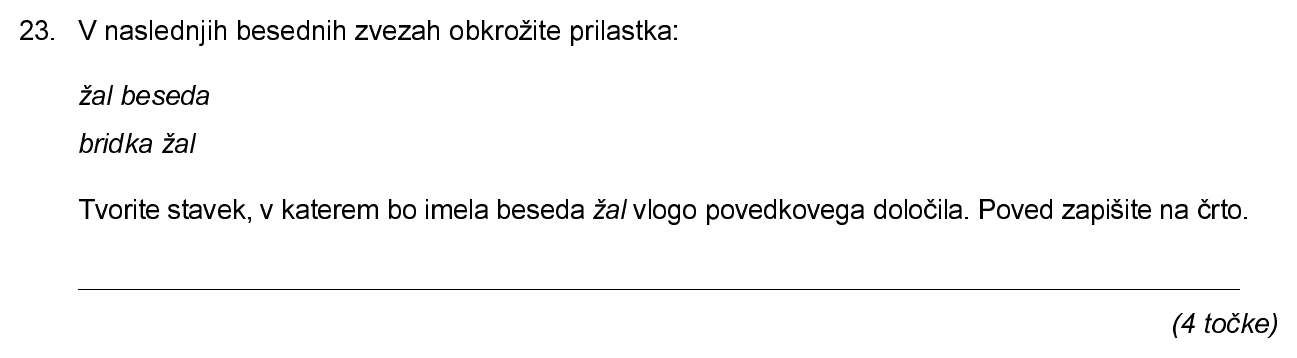 23. V naslednjih besednih zvezah obkrožite prilastka:
žal beseda
bridka žal
Tvorite stavek, v katerem bo imela beseda žal vlogo povedkovega določila. Poved zapišite na črto.
(4 točke)